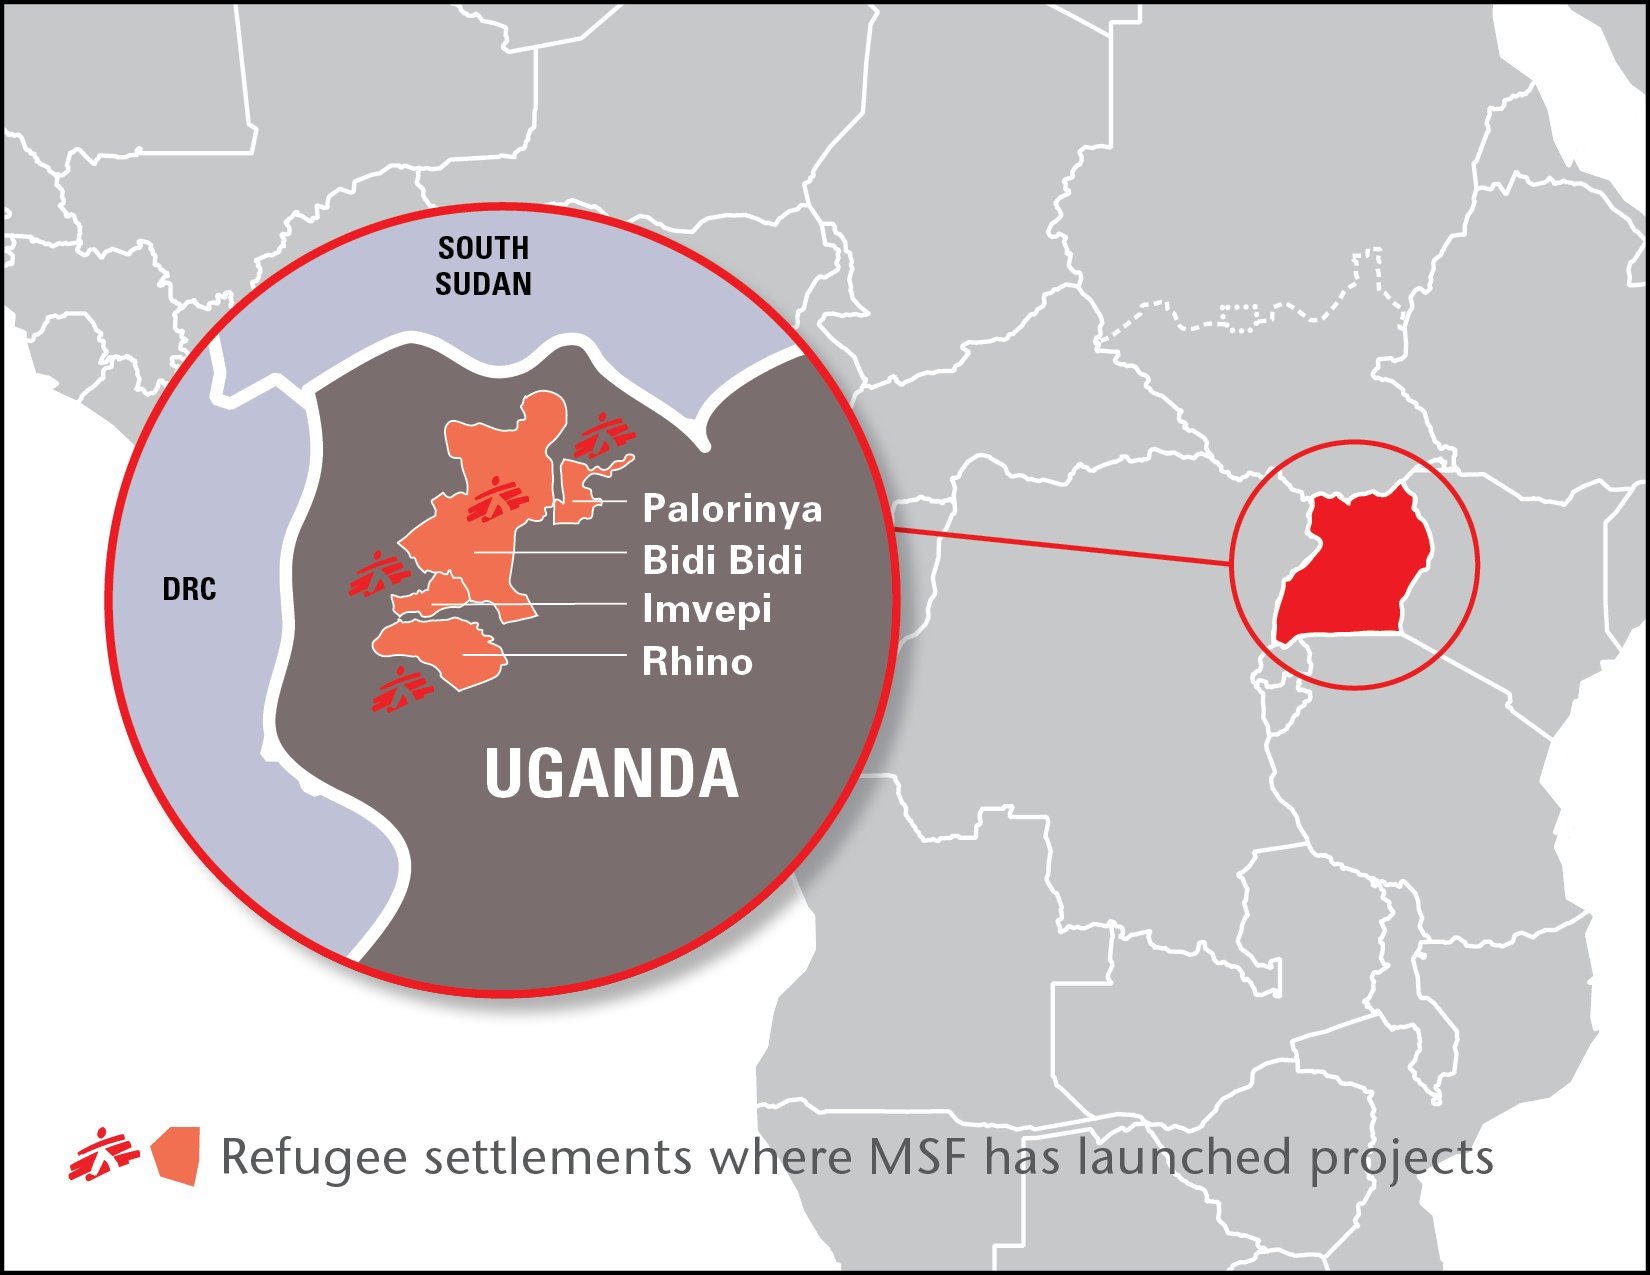 SOUTH
SUDAN
DRC
Palorinya
Bidi Bidi
Imvepi
Rhino
UGANDA
Refugee settlements where MSF has launched projects